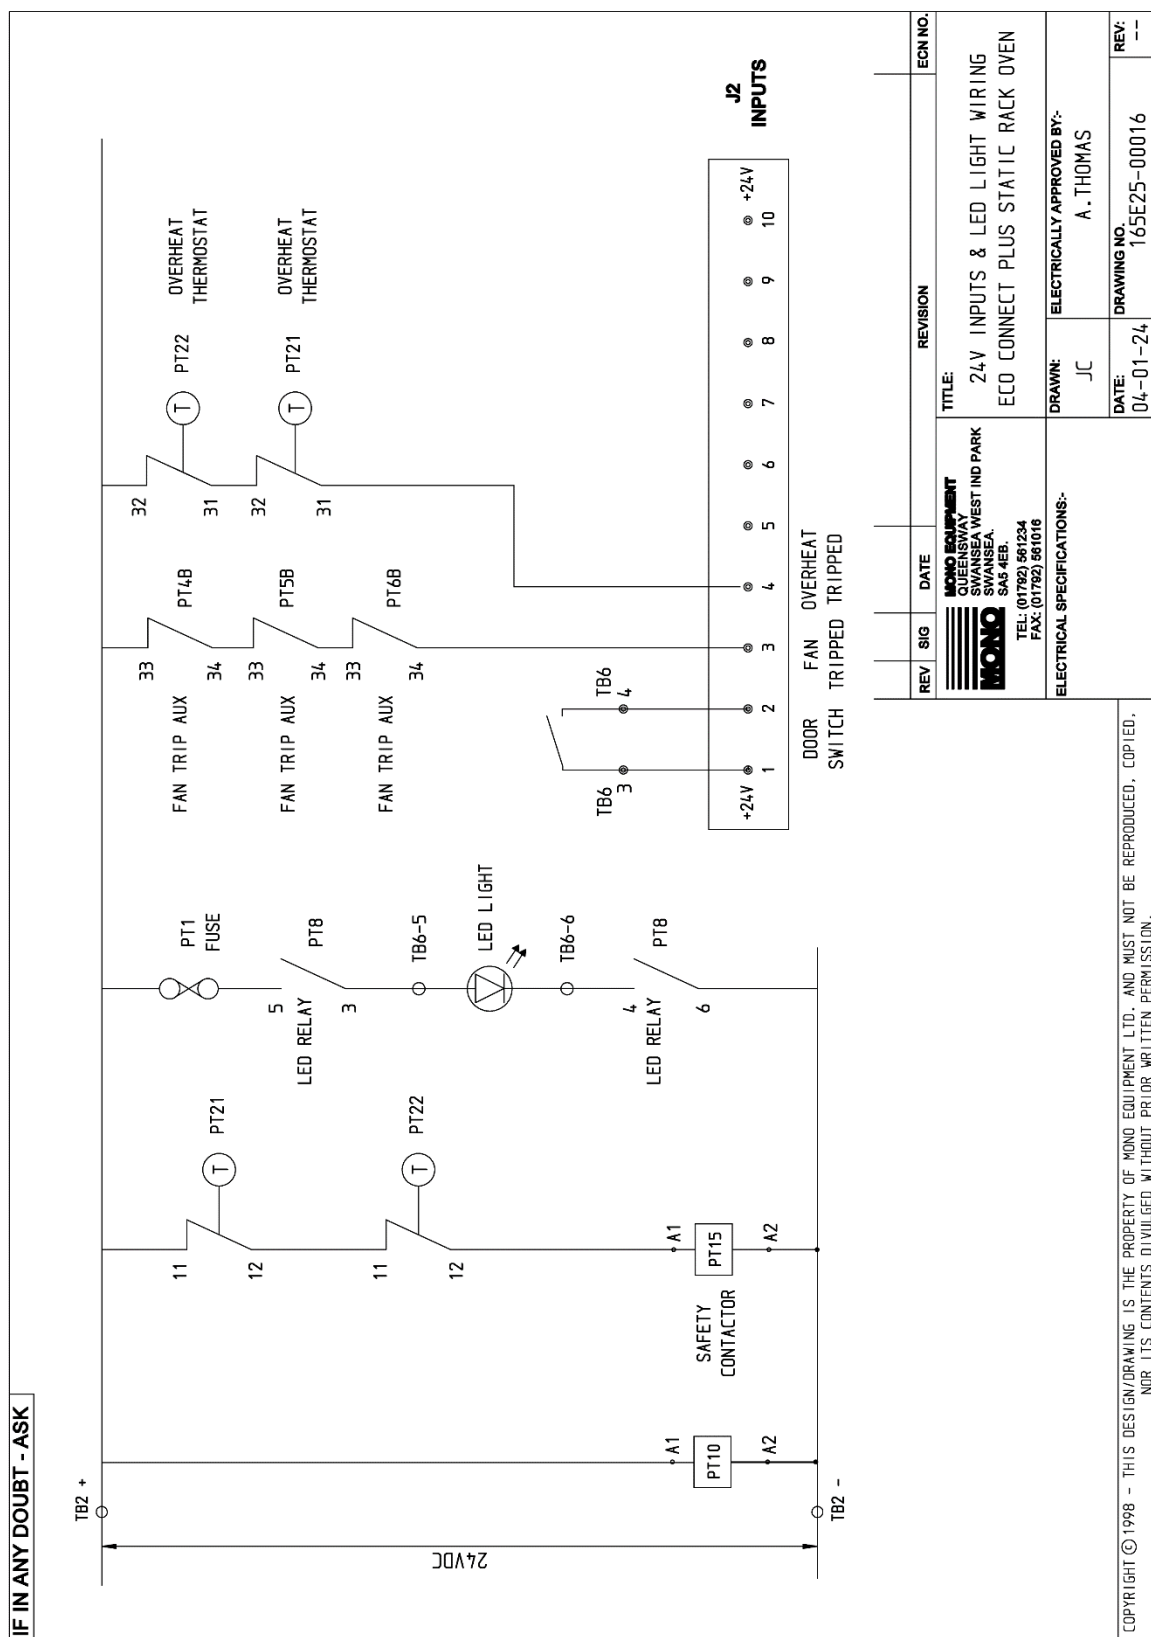 IF IN ANY DOUBT - ASK
TB2 +
24VDC
TB2 -
A1
PT10
A2
11
12
PT21
11
12
PT22
SAFETY
CONTACTOR
A1
PT15
A2
PT1
FUSE
5
3
PT8
LED RELAY
TB6-5
LED LIGHT
TB6-6
4
6
PT8
LED RELAY
FAN TRIP AUX
33
34
PT4B
FAN TRIP AUX
33
34
PT5B
FAN TRIP AUX
33
34
PT6B
TB6
3
TB6
4
32
31
T
PT22
OVERHEAT
THERMOSTAT
32
31
T
PT21
OVERHEAT
THERMOSTAT
T
T
J2
INPUTS
+24V
+24V
1 2 3 4 5 6 7 8 9 10
DOOR FAN OVERHEAT
SWITCH TRIPPED TRIPPED
REV SIG DATE REVISION ECN NO.
MONO
MONO EQUIPMENT
QUEENSWAY
SWANSEA WEST IND PARK
SWANSEA.
SA5 4EB.
TEL: (01792) 561234
FAX: (01792) 561016
TITLE:
24V INPUTS & LED LIGHT WIRING
ECO CONNECT PLUS STATIC RACK OVEN
ELECTRICAL SPECIFICATIONS:-
DRAWN:
JC
ELECTRICALLY APPROVED BY:-
A.THOMAS
DATE:
04-01-24
DRAWING NO.
165E25-00016
REV:
--
COPYRIGHT © 1998 - THIS DESIGN/DRAWING IS THE PROPERTY OF MONO EQUIPMENT LTD. AND MUST NOT BE REPRODUCED, COPIED,
NOR ITS CONTENTS DIVULGED WITHOUT PRIOR WRITTEN PERMISSION.